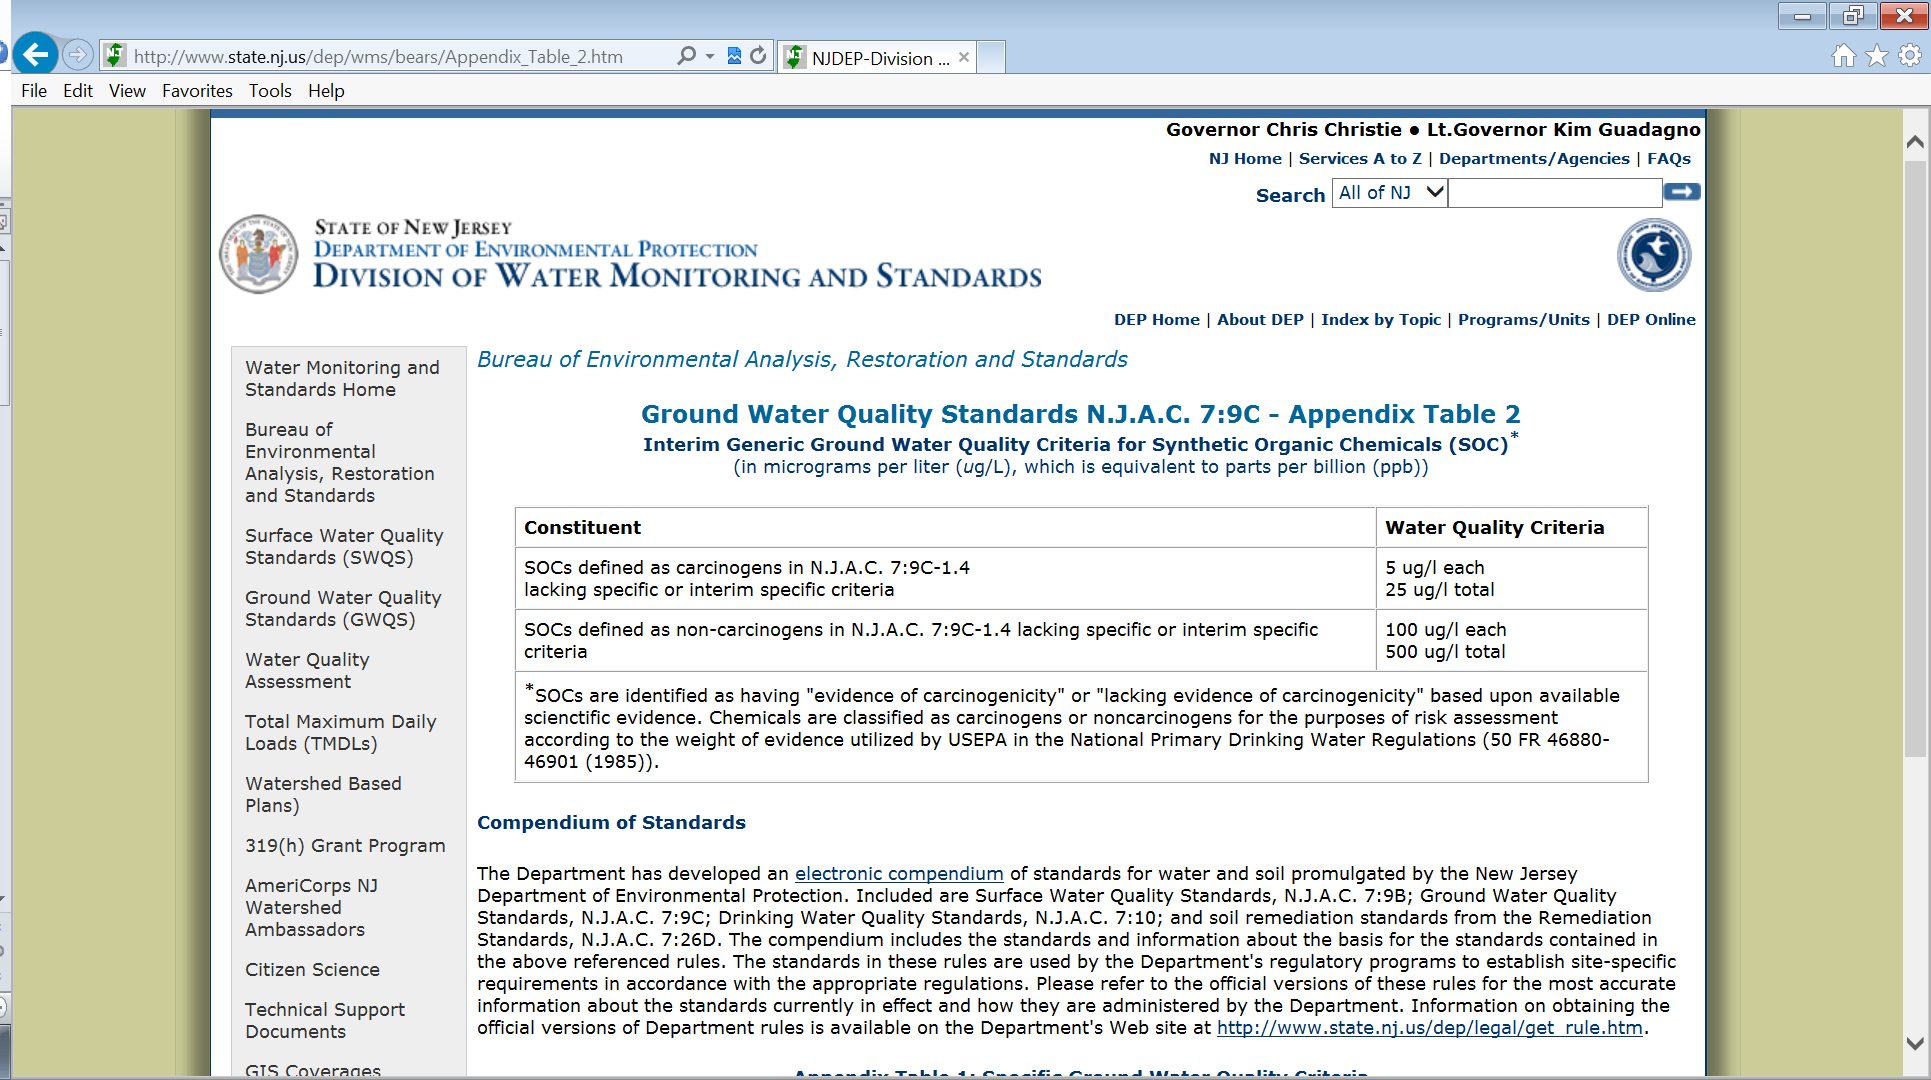 http://www.state.nj.us/dep/wms/bears/Appendix_Table_2.htm
NJDEP-Division ...
File Edit View Favorites Tools Help
Governor Chris Christie ● Lt.Governor Kim Guadagno
NJ Home | Services A to Z | Departments/Agencies | FAQs
Search All of NJ
STATE OF NEW JERSEY
DEPARTMENT OF ENVIRONMENTAL PROTECTION
DIVISION OF WATER MONITORING AND STANDARDS
DEP Home | About DEP | Index by Topic | Programs/Units | DEP Online
Water Monitoring and
Standards Home
Bureau of
Environmental
Analysis, Restoration
and Standards
Surface Water Quality
Standards (SWQS)
Ground Water Quality
Standards (GWQS)
Water Quality
Assessment
Total Maximum Daily
Loads (TMDLs)
Watershed Based
Plans)
319(h) Grant Program
AmeriCorps NJ
Watershed
Ambassadors
Citizen Science
Technical Support
Documents
GIS Coverages
Bureau of Environmental Analysis, Restoration and Standards
Ground Water Quality Standards N.J.A.C. 7:9C - Appendix Table 2
Interim Generic Ground Water Quality Criteria for Synthetic Organic Chemicals (SOC)*
(in micrograms per liter (ug/L), which is equivalent to parts per billion (ppb))
Constituent Water Quality Criteria
SOCs defined as carcinogens in N.J.A.C. 7:9C-1.4 5 ug/l each
lacking specific or interim specific criteria 25 ug/l total
SOCs defined as non-carcinogens in N.J.A.C. 7:9C-1.4 lacking specific or interim specific 100 ug/l each
criteria 500 ug/l total
*SOCs are identified as having "evidence of carcinogenicity" or "lacking evidence of carcinogenicity" based upon available
scienctific evidence. Chemicals are classified as carcinogens or noncarcinogens for the purposes of risk assessment
according to the weight of evidence utilized by USEPA in the National Primary Drinking Water Regulations (50 FR 46880-
46901 (1985)).
Compendium of Standards
The Department has developed an electronic compendium of standards for water and soil promulgated by the New Jersey
Department of Environmental Protection. Included are Surface Water Quality Standards, N.J.A.C. 7:9B; Ground Water Quality
Standards, N.J.A.C. 7:9C; Drinking Water Quality Standards, N.J.A.C. 7:10; and soil remediation standards from the Remediation
Standards, N.J.A.C. 7:26D. The compendium includes the standards and information about the basis for the standards contained in
the above referenced rules. The standards in these rules are used by the Department's regulatory programs to establish site-specific
requirements in accordance with the appropriate regulations. Please refer to the official versions of these rules for the most accurate
information about the standards currently in effect and how they are administered by the Department. Information on obtaining the
official versions of Department rules is available on the Department's Web site at http://www.state.nj.us/dep/legal/get_rule.htm.
Appendix Table 1: Specific Ground Water Quality Criteria